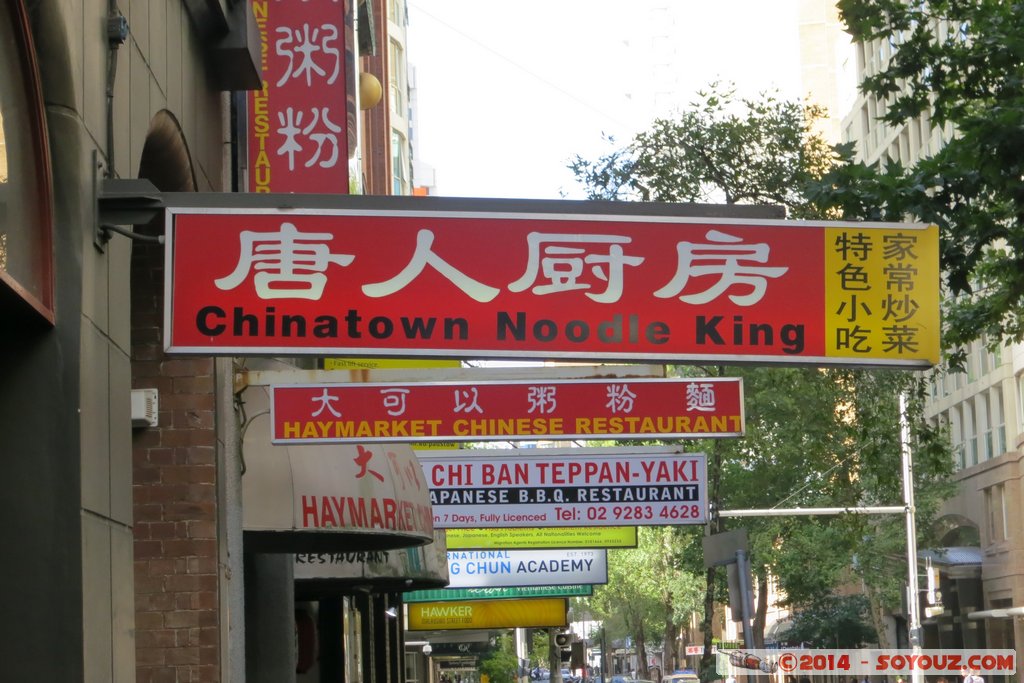 粥粉
唐人厨房
Chinatown Noodle King
特色小吃
家常炒菜
大可以粥粉麵
HAYMARKET CHINESE RESTAURANT
CHI BAN TEPPAN-YAKI
JAPANESE B.B.Q. RESTAURANT
7 Days, Fully Licenced Tel: 02 9283 4628
大
HAYMARKET
RESTAURANT
CHUN ACADEMY
HAWKER
© 2014 - SOYOUZ.COM